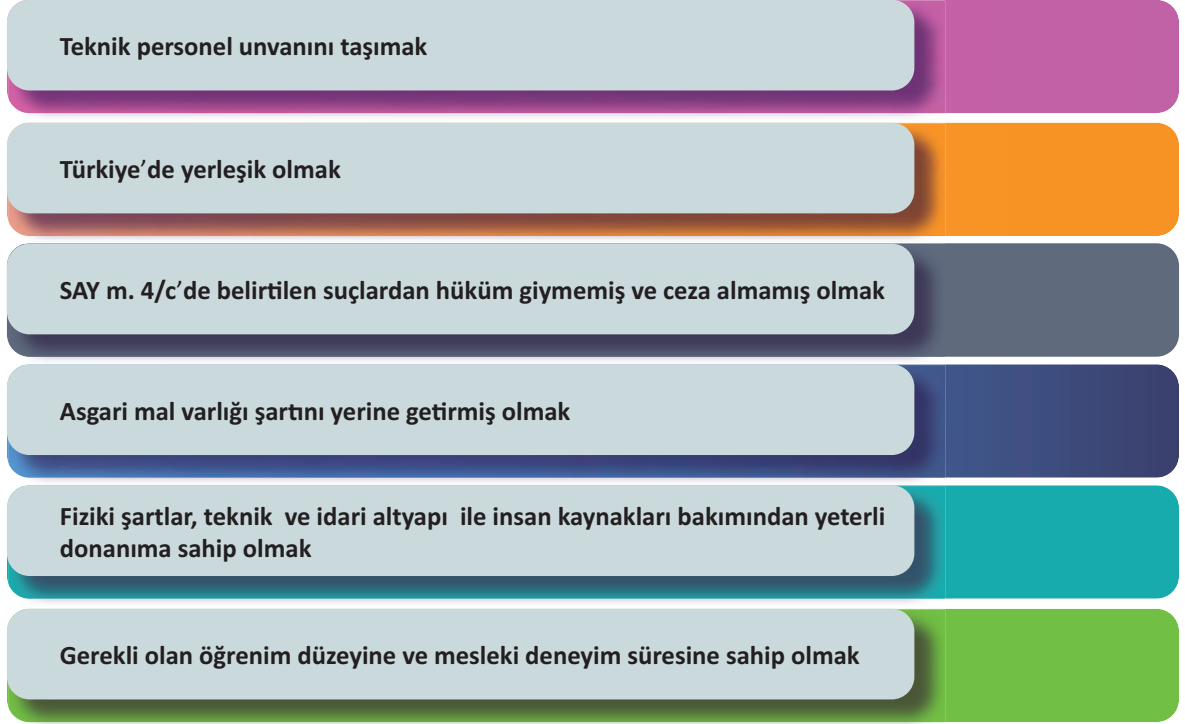 Teknik personel unvanını taşımak
Türkiye’de yerleşik olmak
SAY m. 4/c’de belirtilen suçlardan hüküm giymemiş ve ceza almamış olmak
Asgari mal varlığı şartını yerine getirmiş olmak
Fiziki şartlar, teknik ve idari altyapı ile insan kaynakları bakımından yeterli
donanıma sahip olmak
Gerekli olan öğrenim düzeyine ve mesleki deneyim süresine sahip olmak